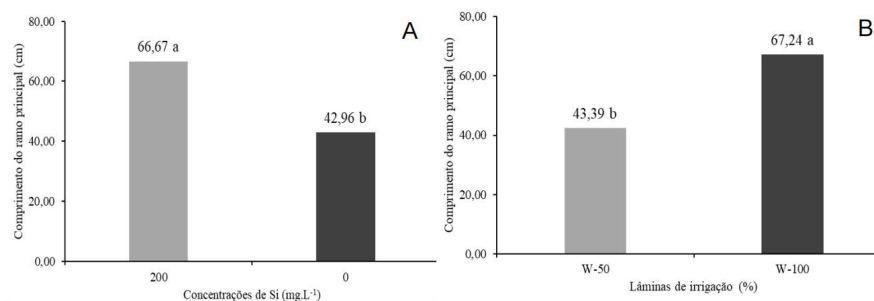 A
Comprimento do ramo principal (cm)
80,00
60,00
40,00
20,00
0,00
66,67 a
42,96 b
200
0
Concentrações de Si (mg.L⁻¹)
B
Comprimento do ramo principal (cm)
80,00
60,00
40,00
20,00
0,00
43,39 b
67,24 a
W-50
W-100
Lâminas de irrigação (%)